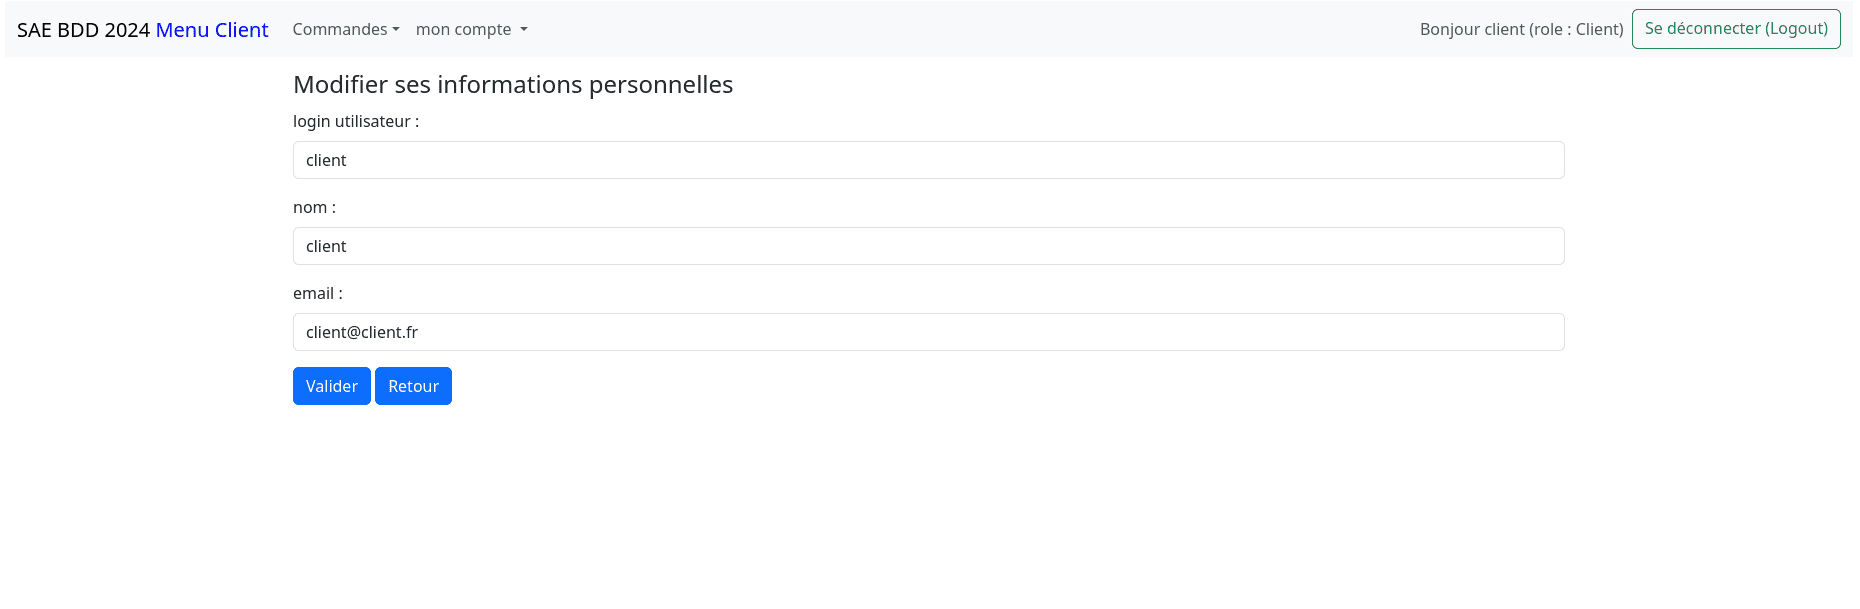 SAE BDD 2024 Menu Client Commandes mon compte Bonjour client (role : Client) Se déconnecter (Logout)
Modifier ses informations personnelles
login utilisateur :
client
nom :
client
email :
client@client.fr
Valider Retour